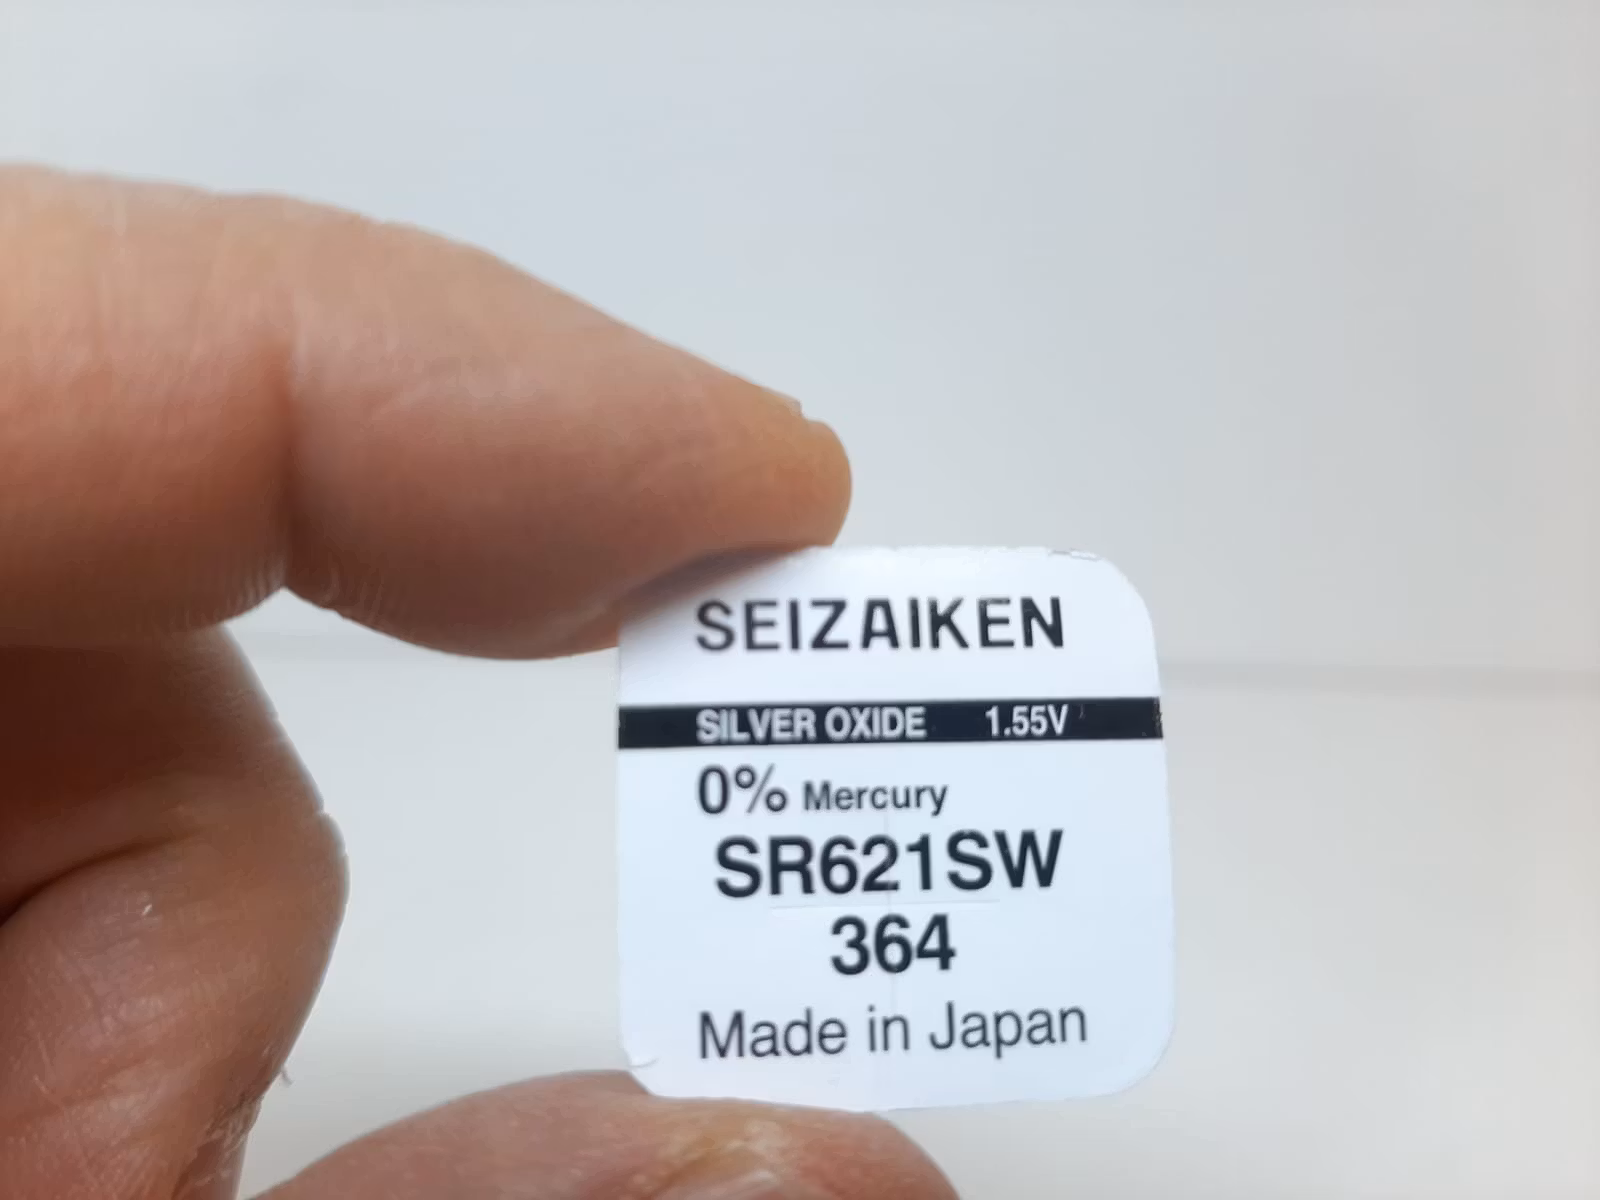 SEIZAIKEN
SILVER OXIDE 1.55V
0% Mercury
SR621SW
364
Made in Japan